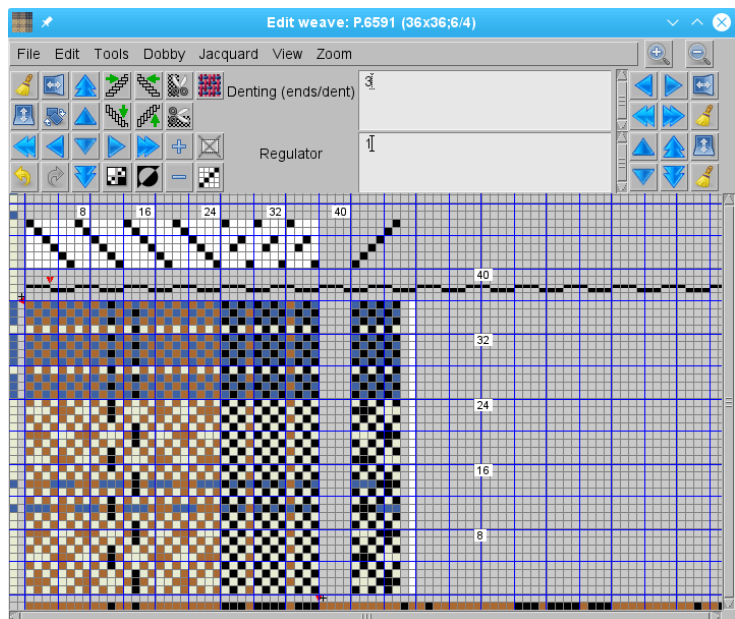 Edit weave: P.6591 (36x36;6/4)
File Edit Tools Dobby Jacquard View Zoom
Denting (ends/dent) 3
Regulator 1
8 16 24 32 40
40
32
24
16
8